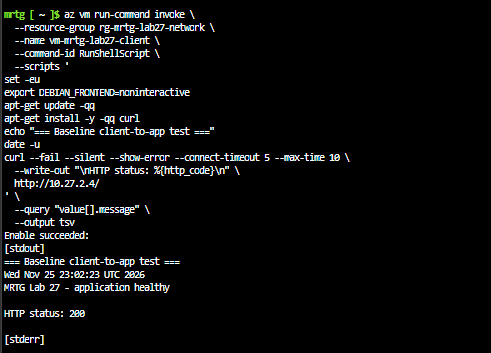 mrtg [ ~ ]$ az vm run-command invoke \
  --resource-group rg-mrtg-lab27-network \
  --name vm-mrtg-lab27-client \
  --command-id RunShellScript \
  --scripts '
set -eu
export DEBIAN_FRONTEND=noninteractive
apt-get update -qq
apt-get install -y -qq curl
echo "=== Baseline client-to-app test ==="
date -u
curl --fail --silent --show-error --connect-timeout 5 --max-time 10 \
  --write-out "\nHTTP status: %{http_code}\n" \
  http://10.27.2.4/
' \
  --query "value[].message" \
  --output tsv
Enable succeeded:
[stdout]
=== Baseline client-to-app test ===
Wed Nov 25 23:02:23 UTC 2026
MRTG Lab 27 - application healthy

HTTP status: 200

[stderr]